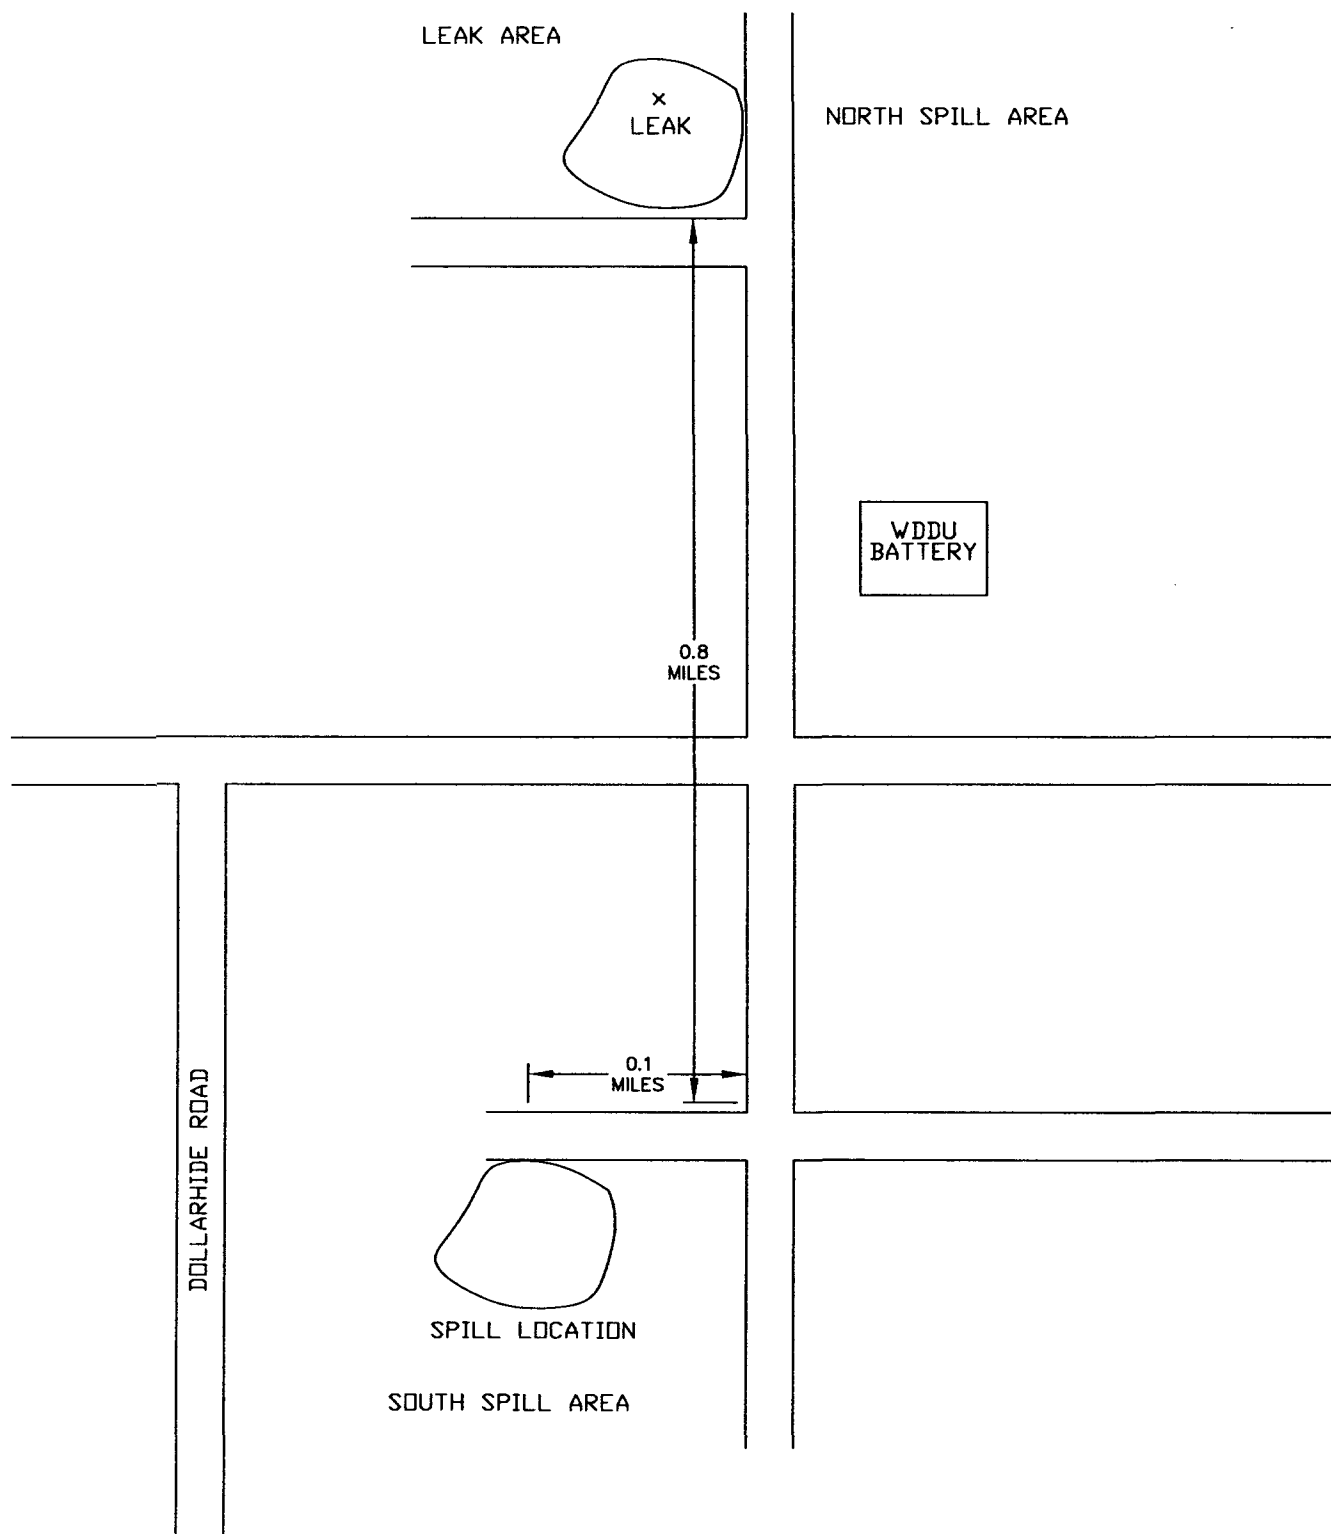 LEAK AREA
NORTH SPILL AREA
×
LEAK
WDDU
BATTERY
0.8
MILES
0.1
MILES
DOLLARHIDE ROAD
SPILL LOCATION
SOUTH SPILL AREA